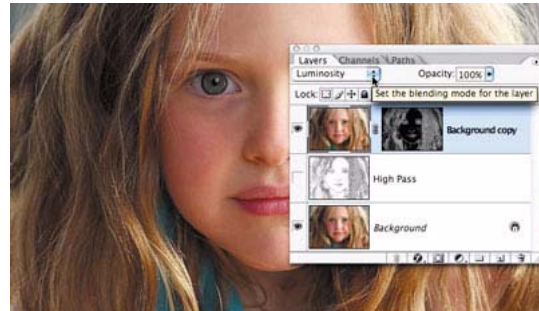 Layers Channels Paths
Luminosity Opacity: 100%
Lock: Set the blending mode for the layer
Background copy
High Pass
Background